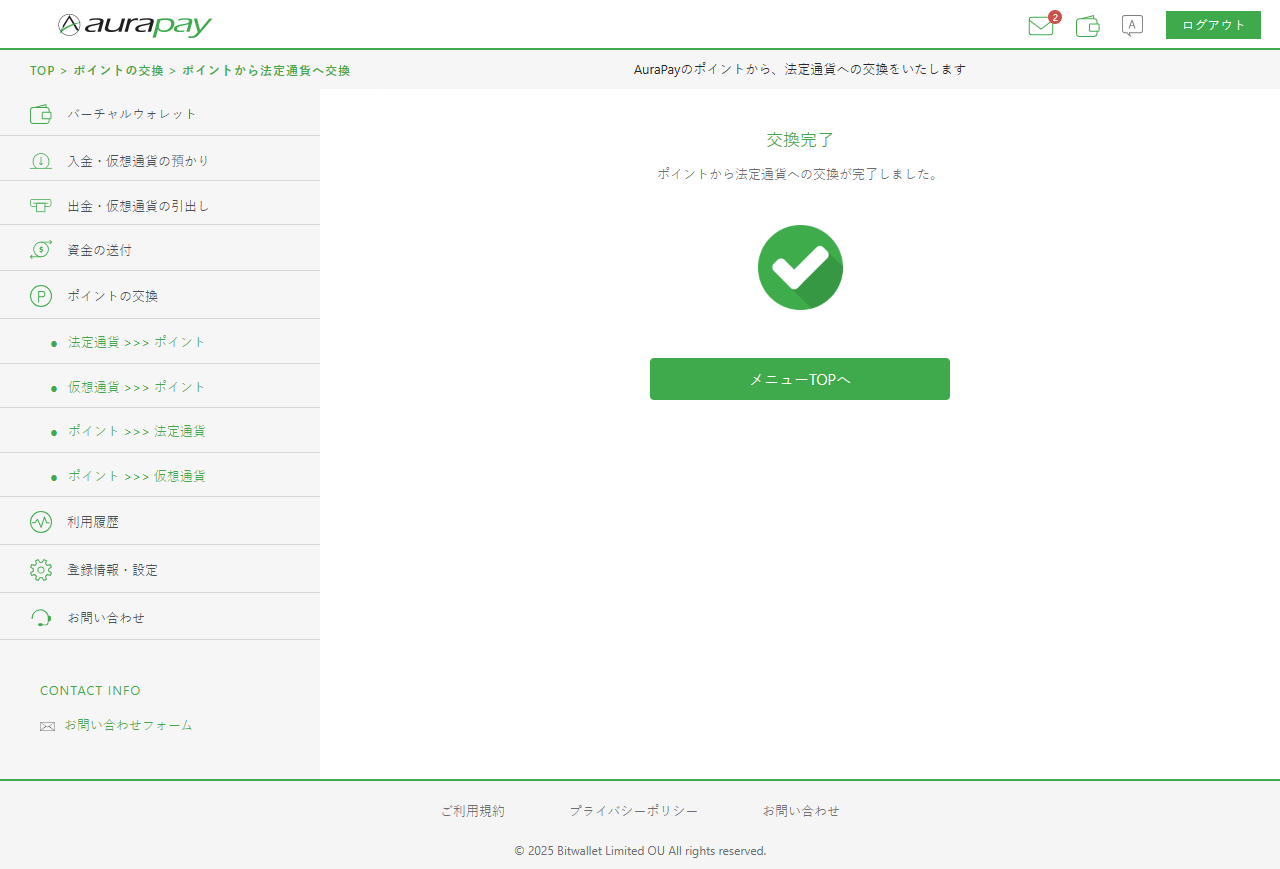 aurapay
2
A
ログアウト
TOP > ポイントの交換 > ポイントから法定通貨へ交換
AuraPayのポイントから、法定通貨への交換をいたします
バーチャルウォレット
入金・仮想通貨の預かり
出金・仮想通貨の引出し
資金の送付
ポイントの交換
法定通貨 >>> ポイント
仮想通貨 >>> ポイント
ポイント >>> 法定通貨
ポイント >>> 仮想通貨
利用履歴
登録情報・設定
お問い合わせ
CONTACT INFO
お問い合わせフォーム
交換完了
ポイントから法定通貨への交換が完了しました。
メニューTOPへ
ご利用規約 プライバシーポリシー お問い合わせ
© 2025 Bitwallet Limited OU All rights reserved.